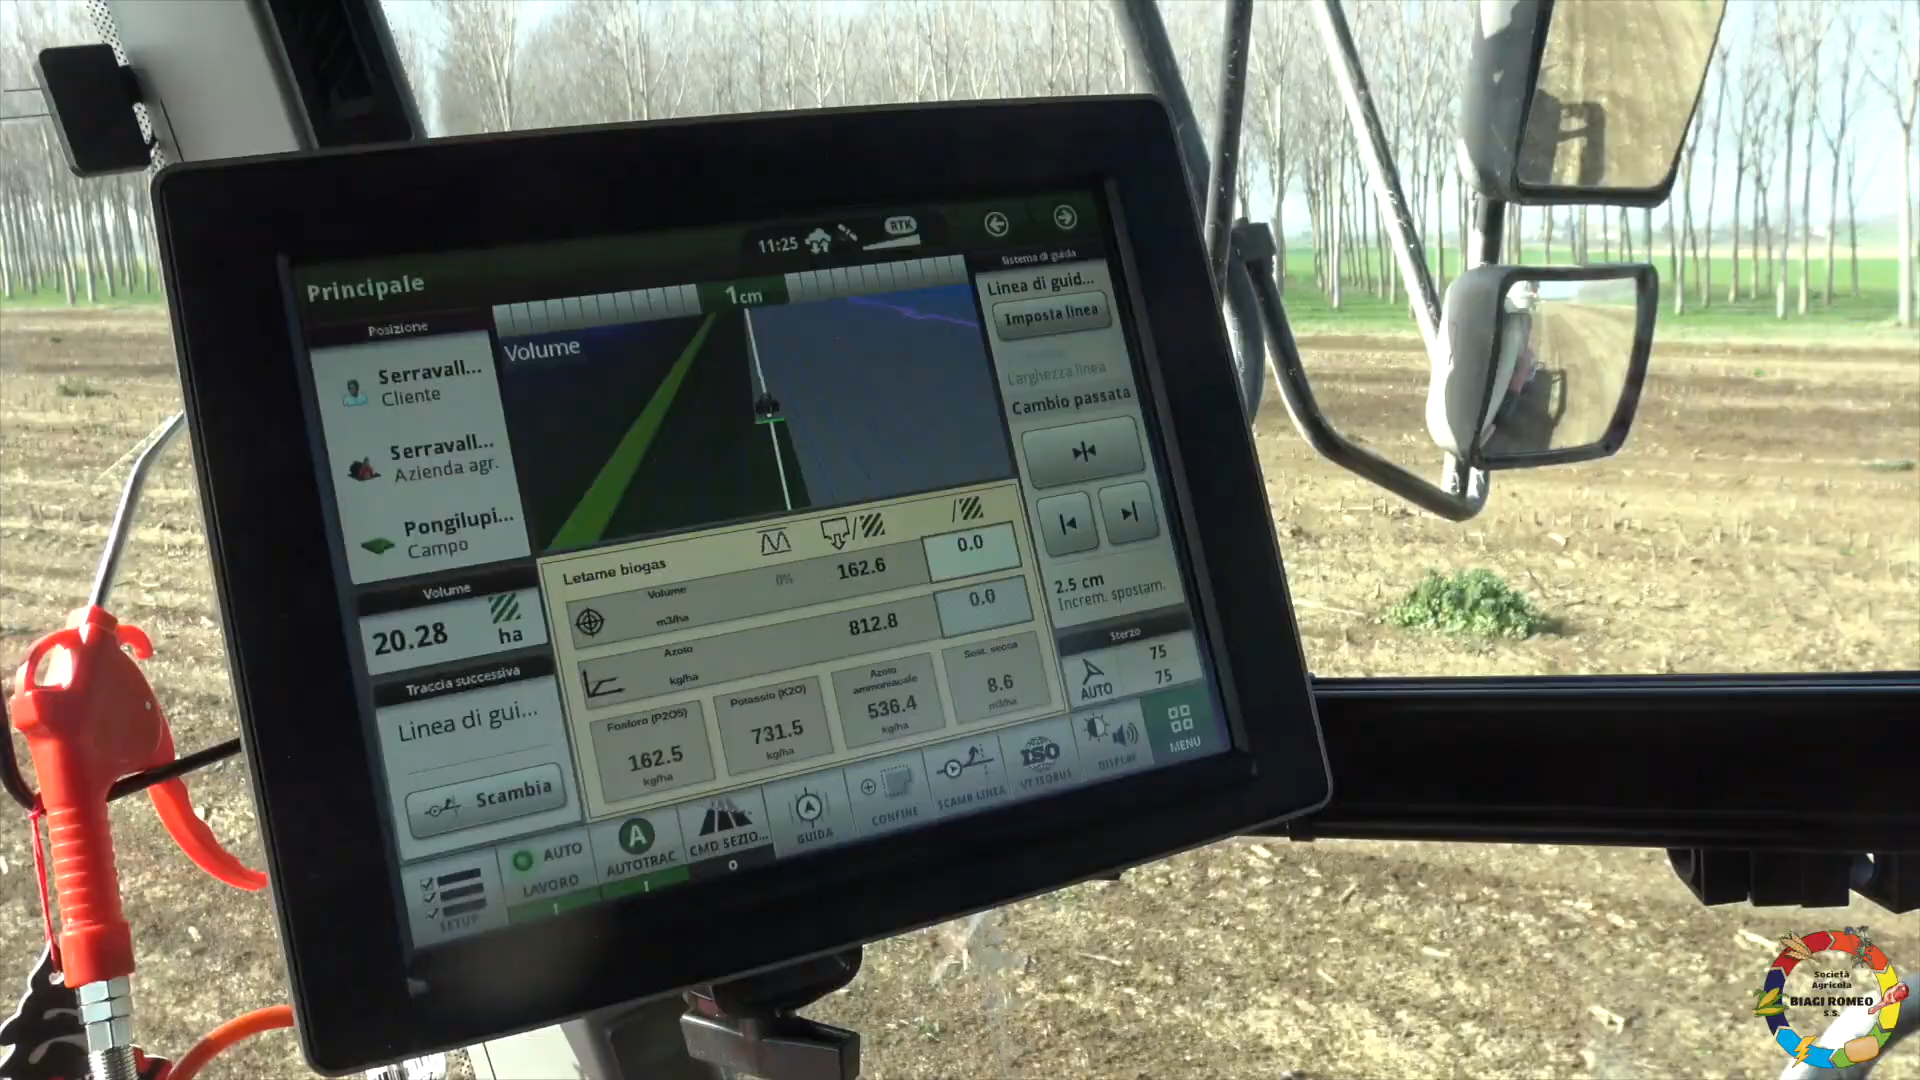 11:25
RTK
Principale
1cm
Posizione
Serravall...
Cliente
Serravall...
Azienda agr.
Pongilupi...
Campo
Volume
20.28
ha
Traccia successiva
Linea di gui...
Scambia
Volume
Letame biogas
Volume
m3/ha
0%
162.6
0.0
Azoto
kg/ha
812.8
0.0
Fosforo (P2O5)
162.5
kg/ha
Potassio (K2O)
731.5
kg/ha
Azoto
ammoniacale
536.4
kg/ha
Sost. secca
8.6
m3/ha
Sistema di guida
Linea di guid...
Imposta linea
Larghezza linea
Cambio passata
2.5 cm
Increm. spostam.
Sterzo
75
75
AUTO
SETUP
AUTO
LAVORO
I
A
AUTOTRAC
I
CMD SEZIO...
O
GUIDA
CONFINE
SCAMB LINEA
ISO
VT ISOBUS
DISPLAY
MENU
Società
Agricola
BIAGI ROMEO
S.S.